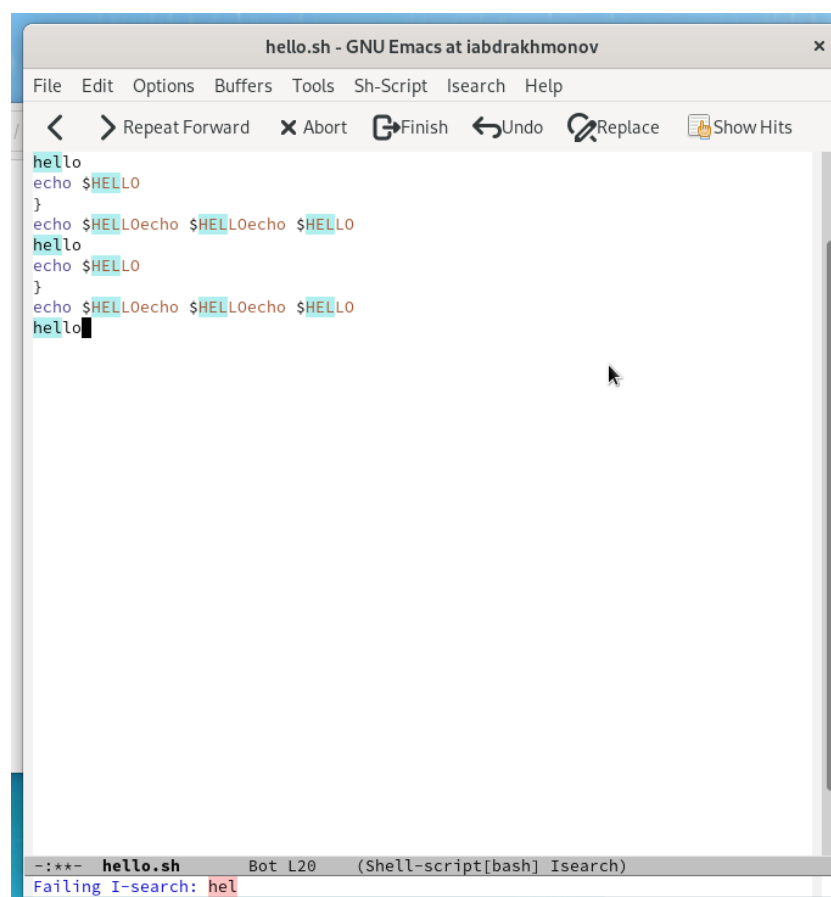 hello.sh - GNU Emacs at iabdrakhmonov
File Edit Options Buffers Tools Sh-Script Isearch Help
Repeat Forward Abort Finish Undo Replace Show Hits
hello
echo $HELLO
}
echo $HELLOecho $HELLOecho $HELLO
hello
echo $HELLO
}
echo $HELLOecho $HELLOecho $HELLO
hello
-:**- hello.sh Bot L20 (Shell-script[bash] Isearch)
Failing I-search: hel